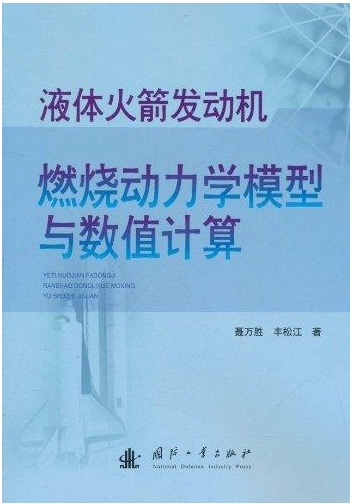 液体火箭发动机
燃烧动力学模型
与数值计算
YETI HUOJIAN FADONGJI
RANSHAO DONGLIXUE MOXING
YU SHUZHI JISUAN
聂万胜 丰松江 著
国防工业出版社
National Defense Industry Press